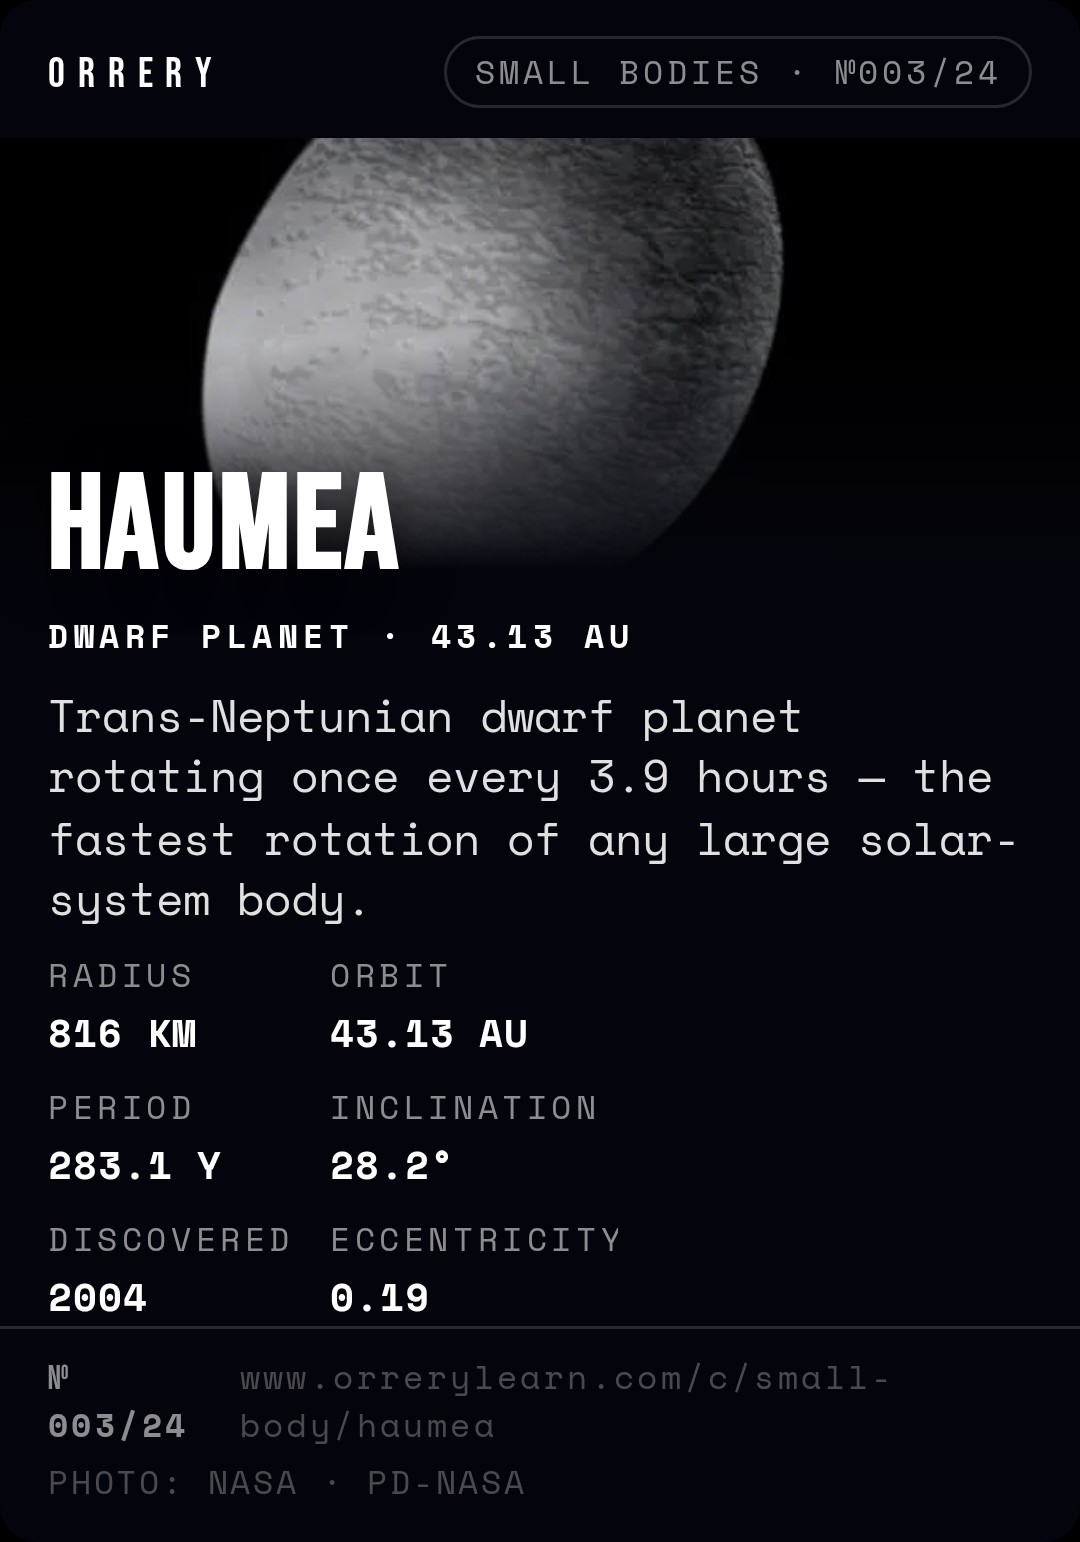 ORRERY
SMALL BODIES · №003/24
HAUMEA
DWARF PLANET · 43.13 AU
Trans-Neptunian dwarf planet
rotating once every 3.9 hours — the
fastest rotation of any large solar-
system body.
RADIUS ORBIT
816 KM 43.13 AU
PERIOD INCLINATION
283.1 Y 28.2°
DISCOVERED ECCENTRICITY
2004 0.19
№ www.orrerylearn.com/c/small-
003/24 body/haumea
PHOTO: NASA · PD-NASA